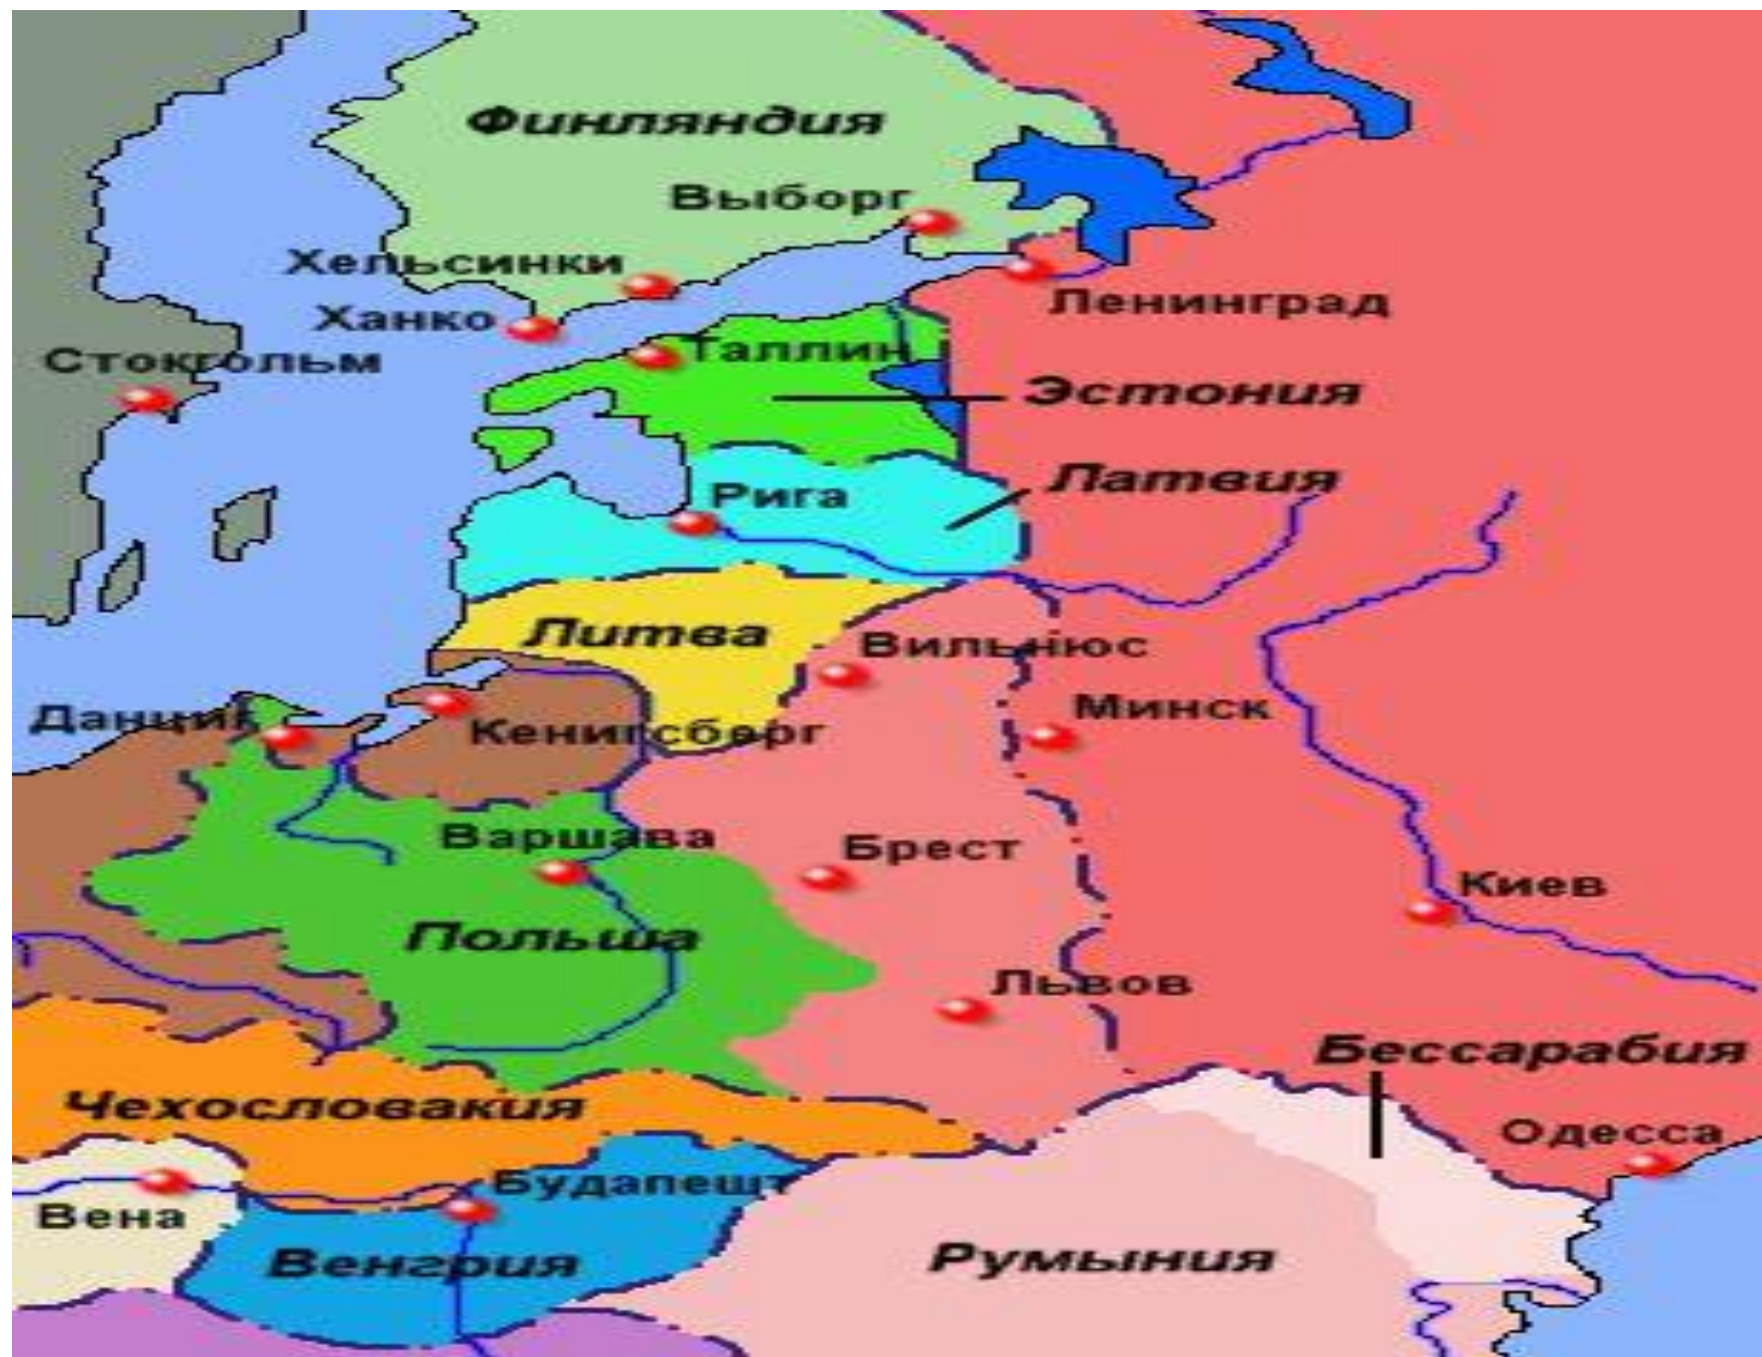 Финляндия
Выборг
Хельсинки
Ханко
Ленинград
Стокгольм
Таллин
Эстония
Латвия
Рига
Литва
Вильнюс
Минск
Данциг
Кенигсберг
Варшава
Брест
Киев
Польша
Львов
Бессарабия
Чехословакия
Одесса
Будапешт
Вена
Венгрия
Румыния